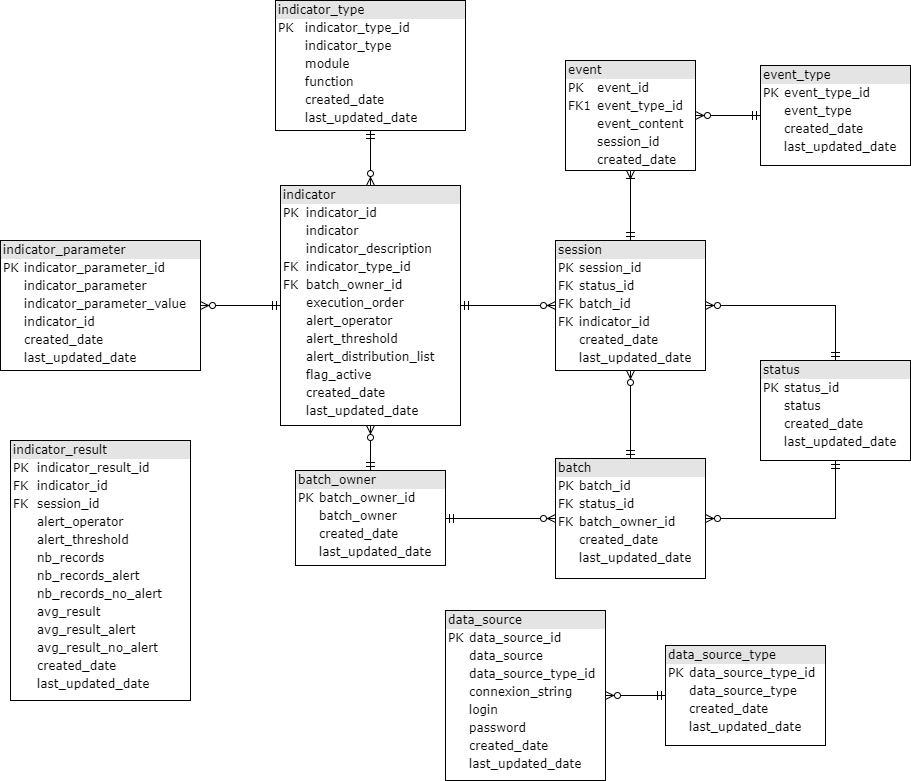 indicator_type
PK indicator_type_id
indicator_type
module
function
created_date
last_updated_date
event
PK event_id
FK1 event_type_id
event_content
session_id
created_date
event_type
PK event_type_id
event_type
created_date
last_updated_date
indicator
PK indicator_id
indicator
indicator_description
FK indicator_type_id
FK batch_owner_id
execution_order
alert_operator
alert_threshold
alert_distribution_list
flag_active
created_date
last_updated_date
indicator_parameter
PK indicator_parameter_id
indicator_parameter
indicator_parameter_value
indicator_id
created_date
last_updated_date
session
PK session_id
FK status_id
FK batch_id
FK indicator_id
created_date
last_updated_date
status
PK status_id
status
created_date
last_updated_date
indicator_result
PK indicator_result_id
FK indicator_id
FK session_id
alert_operator
alert_threshold
nb_records
nb_records_alert
nb_records_no_alert
avg_result
avg_result_alert
avg_result_no_alert
created_date
last_updated_date
batch_owner
PK batch_owner_id
batch_owner
created_date
last_updated_date
batch
PK batch_id
FK status_id
FK batch_owner_id
created_date
last_updated_date
data_source
PK data_source_id
data_source
data_source_type_id
connexion_string
login
password
created_date
last_updated_date
data_source_type
PK data_source_type_id
data_source_type
created_date
last_updated_date